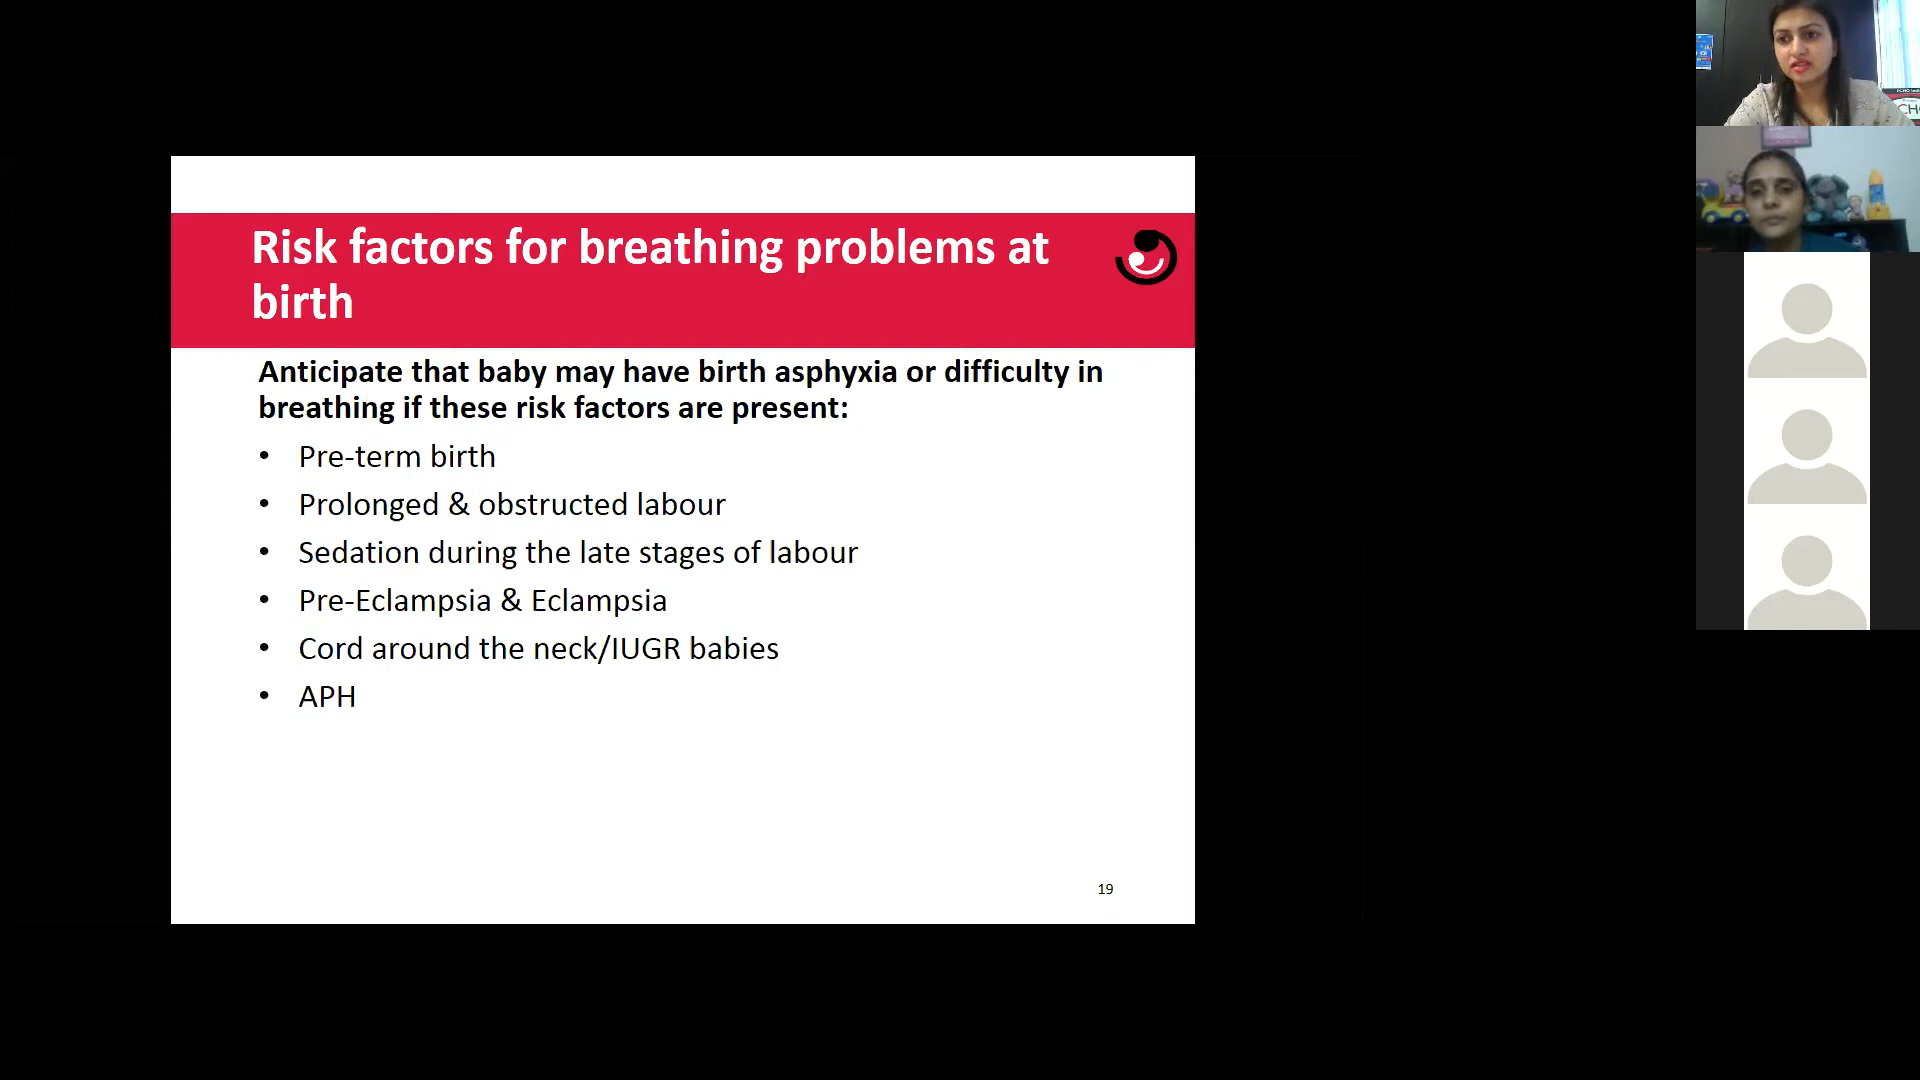 Risk factors for breathing problems at
birth
Anticipate that baby may have birth asphyxia or difficulty in
breathing if these risk factors are present:
• Pre-term birth
• Prolonged & obstructed labour
• Sedation during the late stages of labour
• Pre-Eclampsia & Eclampsia
• Cord around the neck/IUGR babies
• APH
19